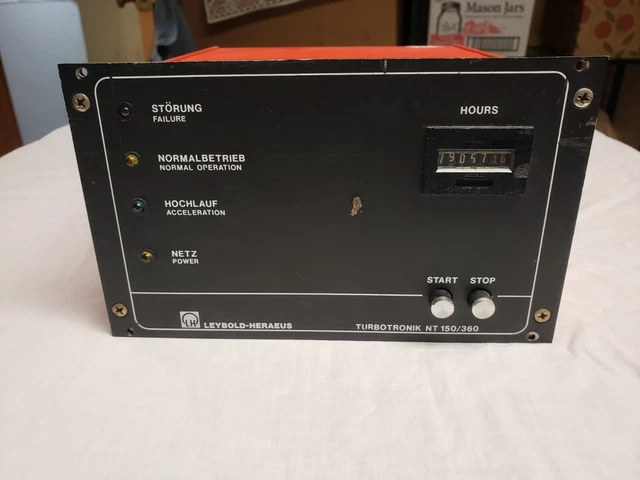 Mason Jars
STÖRUNG
FAILURE
HOURS
NORMALBETRIEB
NORMAL OPERATION
HOCHLAUF
ACCELERATION
NETZ
POWER
START STOP
LH
LEYBOLD-HERAEUS
TURBOTRONIK NT 150/360